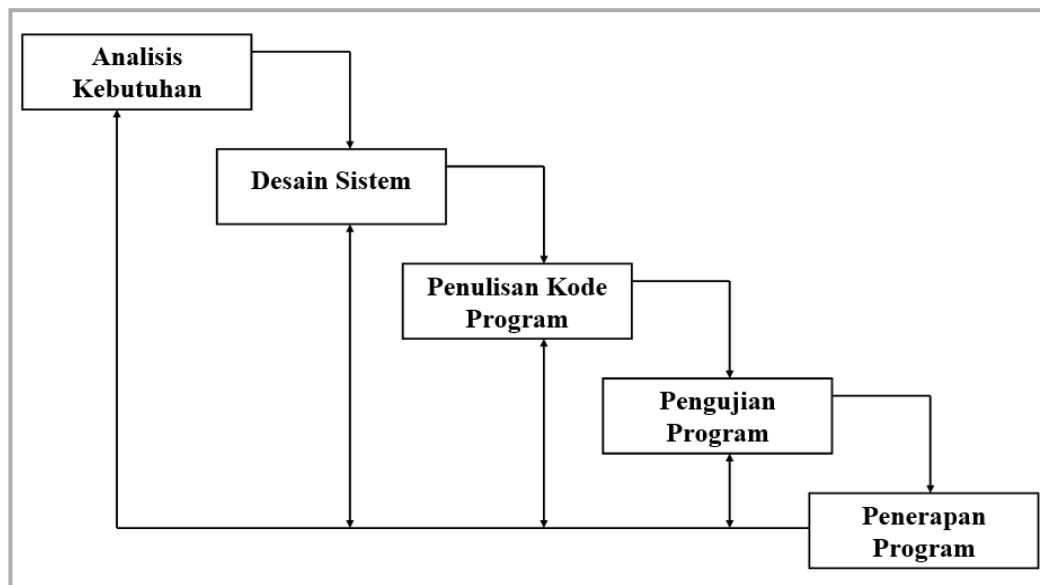 Analisis
Kebutuhan
Desain Sistem
Penulisan Kode
Program
Pengujian
Program
Penerapan
Program